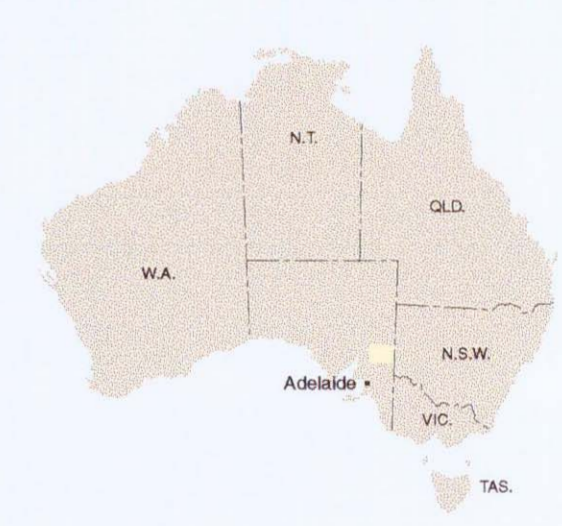 N.T.
QLD.
W.A.
N.S.W.
Adelaide
VIC.
TAS.